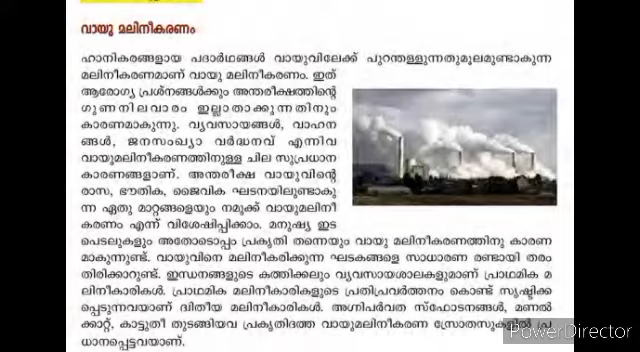 വായു മലിനീകരണം
ഹാനികരങ്ങളായ പദാർഥങ്ങൾ വായുവിലേക്ക് പുറന്തള്ളുന്നതുമൂലമുണ്ടാകുന്ന
മലിനീകരണമാണ് വായു മലിനീകരണം. ഇത്
ആരോഗ്യ പ്രശ്നങ്ങൾക്കും അന്തരീക്ഷത്തിന്റെ
ഗുണനിലവാരം ഇല്ലാതാക്കുന്നതിനും
കാരണമാകുന്നു. വ്യവസായങ്ങൾ, വാഹന
ങ്ങൾ, ജനസംഖ്യാ വർദ്ധനവ് എന്നിവ
വായുമലിനീകരണത്തിനുള്ള ചില സുപ്രധാന
കാരണങ്ങളാണ്. അന്തരീക്ഷ വായുവിന്റെ
രാസ, ഭൗതിക, ജൈവിക ഘടനയിലുണ്ടാകു
ന്ന ഏതു മാറ്റങ്ങളെയും നമുക്ക് വായുമലിനീ
കരണം എന്ന് വിശേഷിപ്പിക്കാം. മനുഷ്യ ഇട
പെടലുകളും അതോടൊപ്പം പ്രകൃതി തന്നെയും വായു മലിനീകരണത്തിനു കാരണ
മാകുന്നുണ്ട്. വായുവിനെ മലിനീകരിക്കുന്ന ഘടകങ്ങളെ സാധാരണ രണ്ടായി തരം
തിരിക്കാറുണ്ട്. ഇന്ധനങ്ങളുടെ കത്തിക്കലും വ്യവസായശാലകളുമാണ് പ്രാഥമിക മ
ലിനീകാരികൾ. പ്രാഥമിക മലിനീകാരികളുടെ പ്രതിപ്രവർത്തനം കൊണ്ട് സൃഷ്ടിക്ക
പ്പെടുന്നവയാണ് ദ്വിതീയ മലിനീകാരികൾ. അഗ്നിപർവത സ്ഫോടനങ്ങൾ, മണൽ
ക്കാറ്റ്, കാട്ടുതീ തുടങ്ങിയവ പ്രകൃതിദത്ത വായുമലിനീകരണ സ്രോതസുകളിൽ പ്ര
ധാനപ്പെട്ടവയാണ്.
PowerDirector